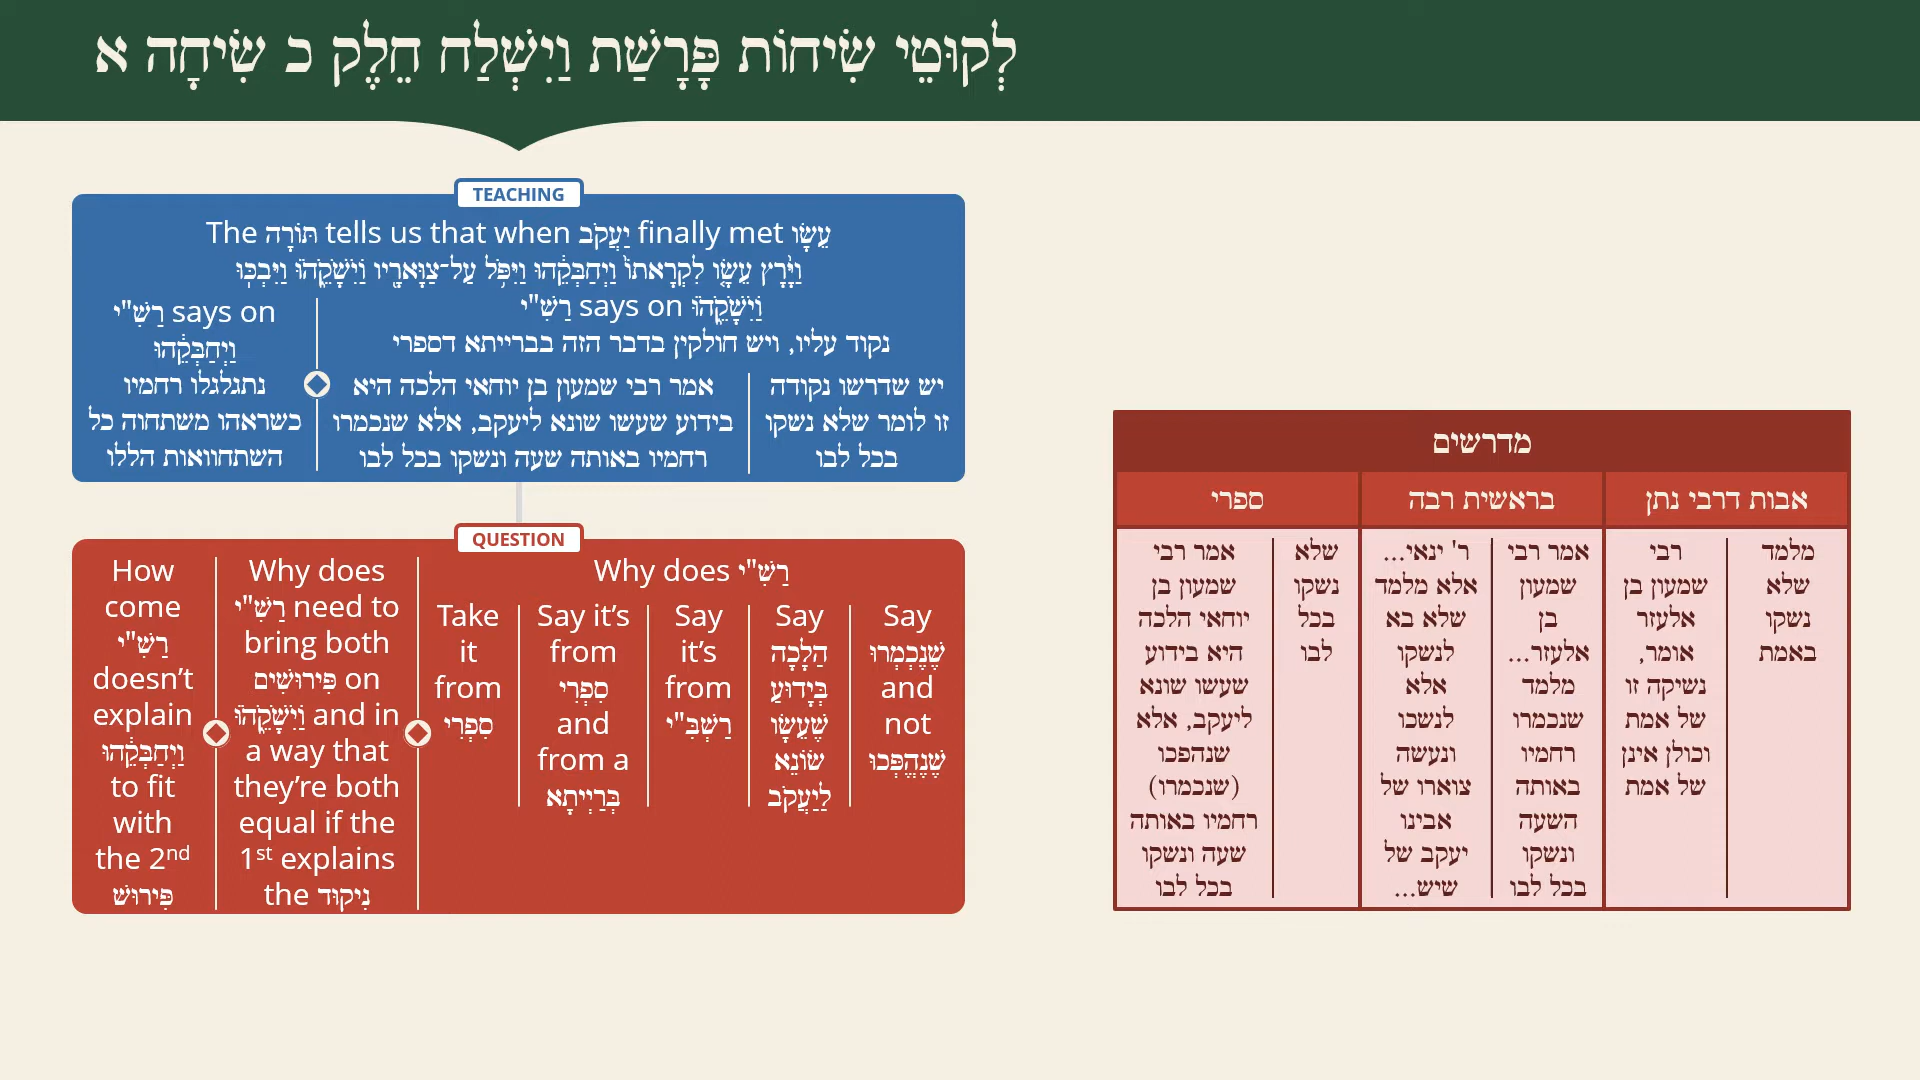 לְקוּטֵי שִׂיחוֹת פָּרָשַׁת וַיִּשְׁלַח חֵלֶק כ שִׂיחָה א
TEACHING
The תּוֹרָה tells us that when יַעֲקֹב finally met עֵשָׂו
וַיָּ֨רׇץ עֵשָׂ֤ו לִקְרָאתוֹ֙ וַֽיְחַבְּקֵ֔הוּ וַיִּפֹּ֥ל עַל־צַוָּארָ֖יו וַׄיִּׄשָּׁׄקֵ֑ׄהׄוּׄ וַיִּבְכּֽוּ
רַשִׁ"י says on
וַֽיְחַבְּקֵ֔הוּ
נתגלגלו רחמיו
כשראהו משתחוה כל
השתחוואות הללו
רַשִׁ"י says on וַׄיִּׄשָּׁׄקֵ֑ׄהׄוּׄ
נקוד עליו, ויש חולקין בדבר הזה בברייתא דספרי
אמר רבי שמעון בן יוחאי הלכה היא
בידוע שעשו שונא ליעקב, אלא שנכמרו
רחמיו באותה שעה ונשקו בכל לבו
יש שדרשו נקודה
זו לומר שלא נשקו
בכל לבו
QUESTION
How
come
רַשִׁ"י
doesn't
explain
וַֽיְחַבְּקֵ֔הוּ
to fit
with
the 2nd
פִּירוּשׁ
Why does
רַשִׁ"י need to
bring both
פִּירוּשִׁים on
וַׄיִּׄשָּׁׄקֵ֑ׄהׄוּׄ and in
a way that
they're both
equal if the
1st explains
the נִיקוּד
Why does רַשִׁ"י
Take
it
from
סִפְרִי
Say it's
from
סִפְרִי
and
from a
בְּרַיְיתָא
Say
it's
from
רַשְׁבִּ"י
Say
הַלָכָה
בְּיָדוּעַ
שֶׁעֵשָׂו
שׂוֹנֵא
לְיַעֲקֹב
Say
שֶׁנִכְמְרוּ
and
not
שֶׁנֶהֶפְכוּ
מדרשים
אבות דרבי נתן
בראשית רבה
ספרי
מלמד
שלא
נשקו
באמת
רבי
שמעון בן
אלעזר
אומר,
נשיקה זו
של אמת
וכולן אינן
של אמת
אמר רבי
שמעון
בן
אלעזר...
מלמד
שנכמרו
רחמיו
באותה
השעה
ונשקו
בכל לבו
ר' ינאי...
אלא מלמד
שלא בא
לנשקו
אלא
לנשכו
ונעשה
צוארו של
אבינו
יעקב של
שיש...
שלא
נשקו
בכל
לבו
אמר רבי
שמעון בן
יוחאי הלכה
היא בידוע
שעשו שונא
ליעקב, אלא
שנהפכו
(שנכמרו)
רחמיו באותה
שעה ונשקו
בכל לבו